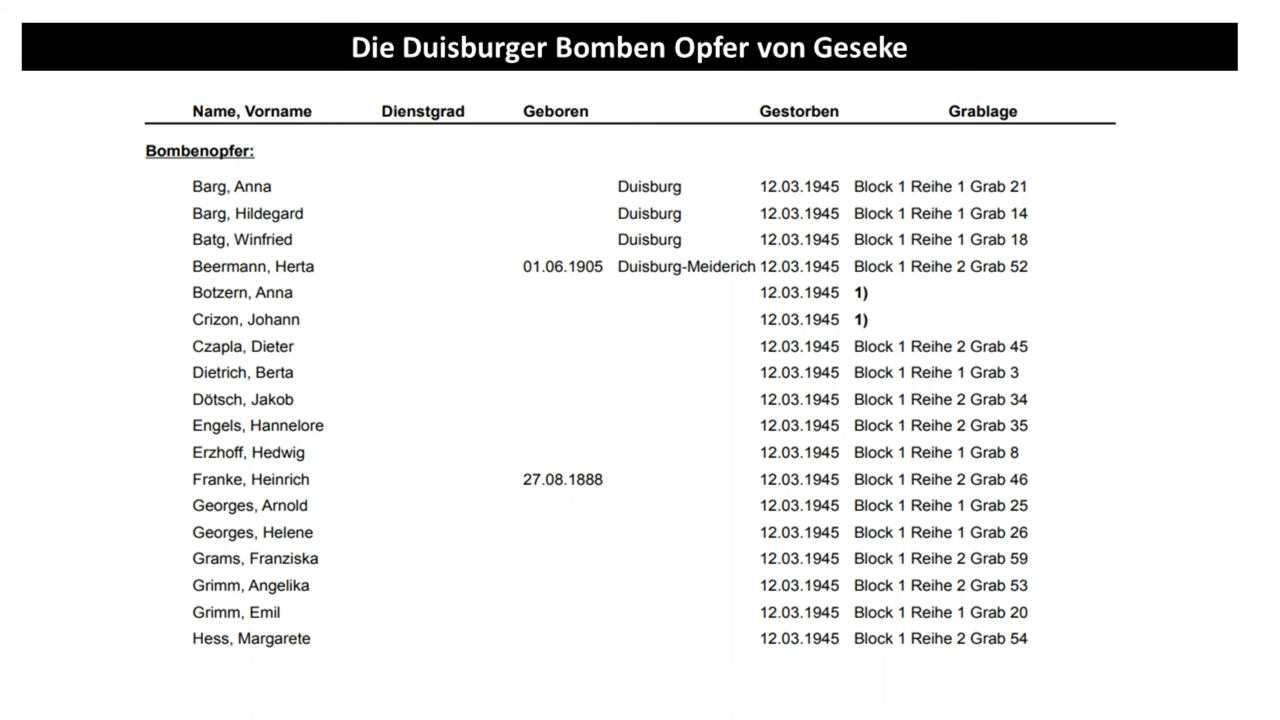 Die Duisburger Bomben Opfer von Geseke
Name, Vorname Dienstgrad Geboren Gestorben Grablage
Bombenopfer:
Barg, Anna Duisburg 12.03.1945 Block 1 Reihe 1 Grab 21
Barg, Hildegard Duisburg 12.03.1945 Block 1 Reihe 1 Grab 14
Batg, Winfried Duisburg 12.03.1945 Block 1 Reihe 1 Grab 18
Beermann, Herta 01.06.1905 Duisburg-Meiderich 12.03.1945 Block 1 Reihe 2 Grab 52
Botzern, Anna 12.03.1945 1)
Crizon, Johann 12.03.1945 1)
Czapla, Dieter 12.03.1945 Block 1 Reihe 2 Grab 45
Dietrich, Berta 12.03.1945 Block 1 Reihe 1 Grab 3
Dötsch, Jakob 12.03.1945 Block 1 Reihe 2 Grab 34
Engels, Hannelore 12.03.1945 Block 1 Reihe 2 Grab 35
Erzhoff, Hedwig 12.03.1945 Block 1 Reihe 1 Grab 8
Franke, Heinrich 27.08.1888 12.03.1945 Block 1 Reihe 2 Grab 46
Georges, Arnold 12.03.1945 Block 1 Reihe 1 Grab 25
Georges, Helene 12.03.1945 Block 1 Reihe 1 Grab 26
Grams, Franziska 12.03.1945 Block 1 Reihe 2 Grab 59
Grimm, Angelika 12.03.1945 Block 1 Reihe 2 Grab 53
Grimm, Emil 12.03.1945 Block 1 Reihe 1 Grab 20
Hess, Margarete 12.03.1945 Block 1 Reihe 2 Grab 54